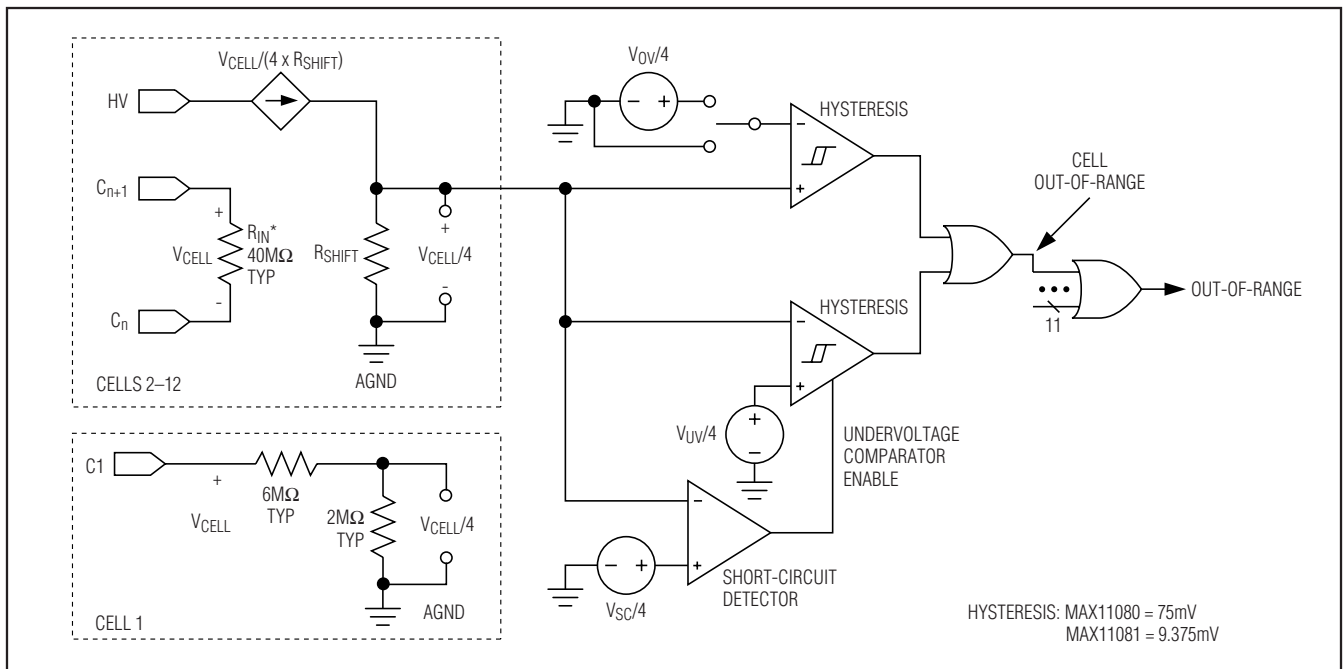 V_CELL/(4 x R_SHIFT)
HV
C_n+1
+
R_IN*
V_CELL
40MΩ
TYP
-
C_n
R_SHIFT
+
V_CELL/4
-
AGND
CELLS 2–12
C1
+
6MΩ
TYP
V_CELL
2MΩ
TYP
V_CELL/4
AGND
CELL 1
V_OV/4
- +
HYSTERESIS
-
+
CELL
OUT-OF-RANGE
OUT-OF-RANGE
11
HYSTERESIS
-
+
+
V_UV/4
-
UNDERVOLTAGE
COMPARATOR
ENABLE
-
+
- +
V_SC/4
SHORT-CIRCUIT
DETECTOR
HYSTERESIS: MAX11080 = 75mV
MAX11081 = 9.375mV